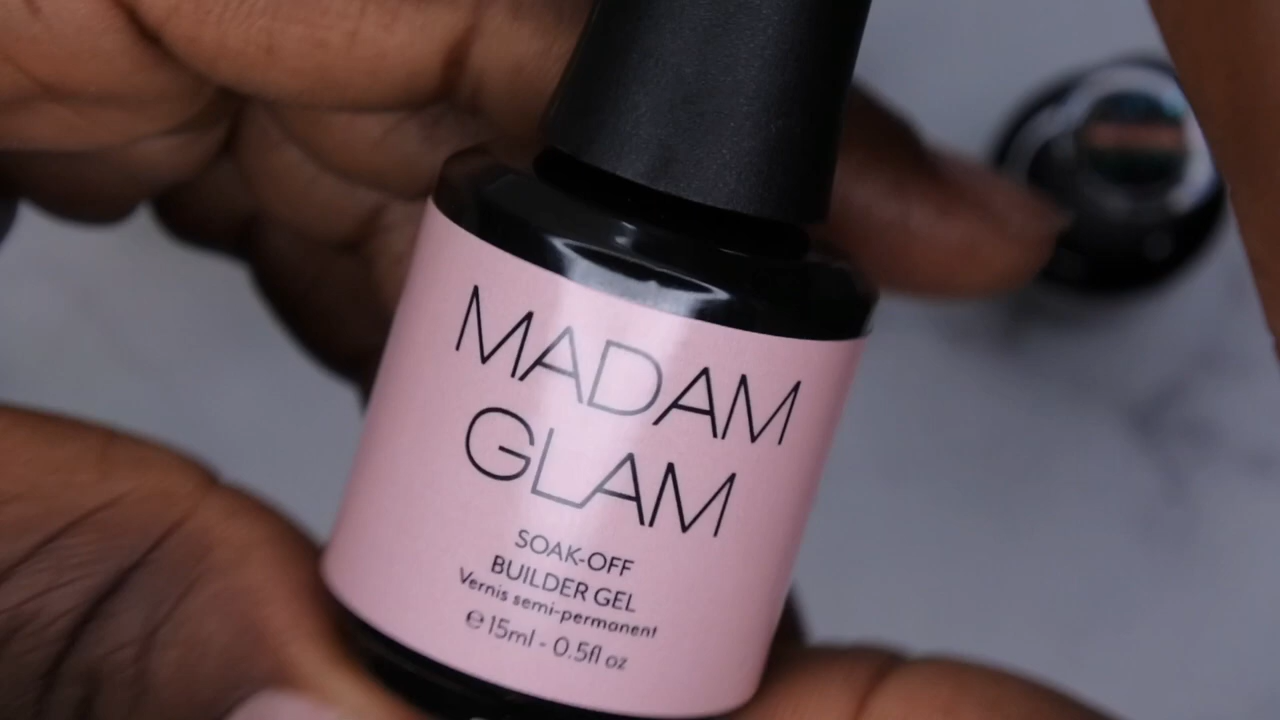 MADAM
GLAM
SOAK-OFF
BUILDER GEL
Vernis semi-permanent
℮ 15ml - 0.5fl oz